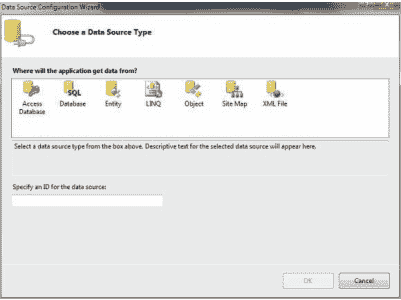 Data Source Configuration Wizard
Choose a Data Source Type
Where will the application get data from?
SQL
Access Database
Database
Entity
LINQ
Object
Site Map
XML File
Select a data source type from the box above. Descriptive text for the selected data source will appear here.
Specify an ID for the data source:
OK
Cancel